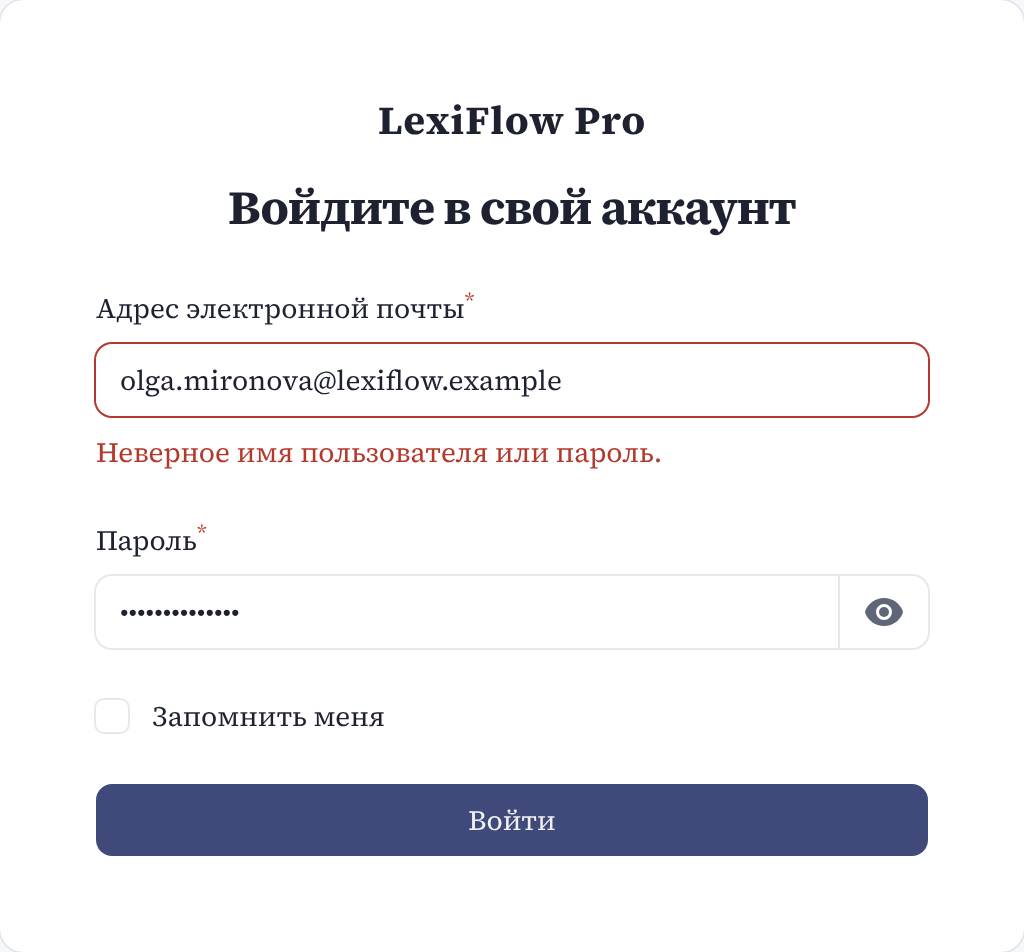 LexiFlow Pro
Войдите в свой аккаунт
Адрес электронной почты*
olga.mironova@lexiflow.example
Неверное имя пользователя или пароль.
Пароль*
••••••••••••••
Запомнить меня
Войти